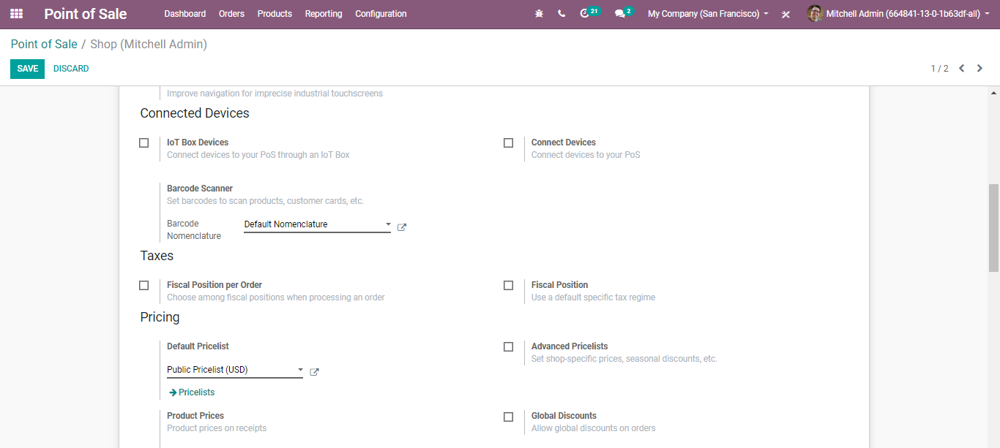 Point of Sale Dashboard Orders Products Reporting Configuration 21 2 My Company (San Francisco) Mitchell Admin (664841-13-0-1b63df-all)
Point of Sale / Shop (Mitchell Admin)
SAVE DISCARD 1 / 2
Improve navigation for imprecise industrial touchscreens
Connected Devices
IoT Box Devices
Connect devices to your PoS through an IoT Box
Connect Devices
Connect devices to your PoS
Barcode Scanner
Set barcodes to scan products, customer cards, etc.
Barcode
Nomenclature
Default Nomenclature
Taxes
Fiscal Position per Order
Choose among fiscal positions when processing an order
Fiscal Position
Use a default specific tax regime
Pricing
Default Pricelist
Public Pricelist (USD)
Pricelists
Advanced Pricelists
Set shop-specific prices, seasonal discounts, etc.
Product Prices
Product prices on receipts
Global Discounts
Allow global discounts on orders